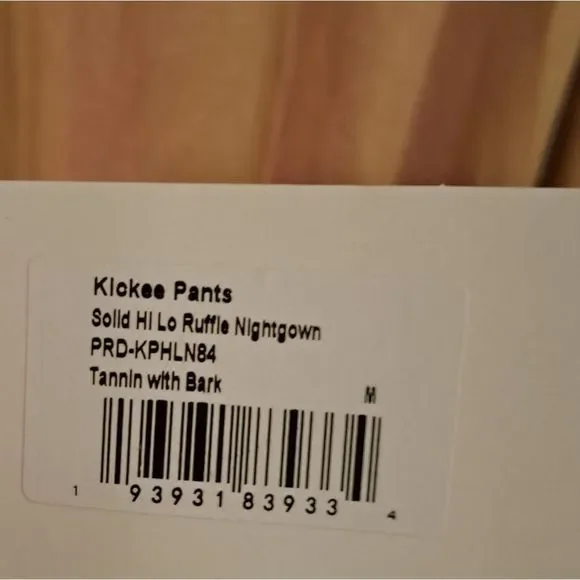 Kickee Pants
Solid Hi Lo Ruffle Nightgown
PRD-KPHLN84
Tannin with Bark
M
1 93931 83933 4